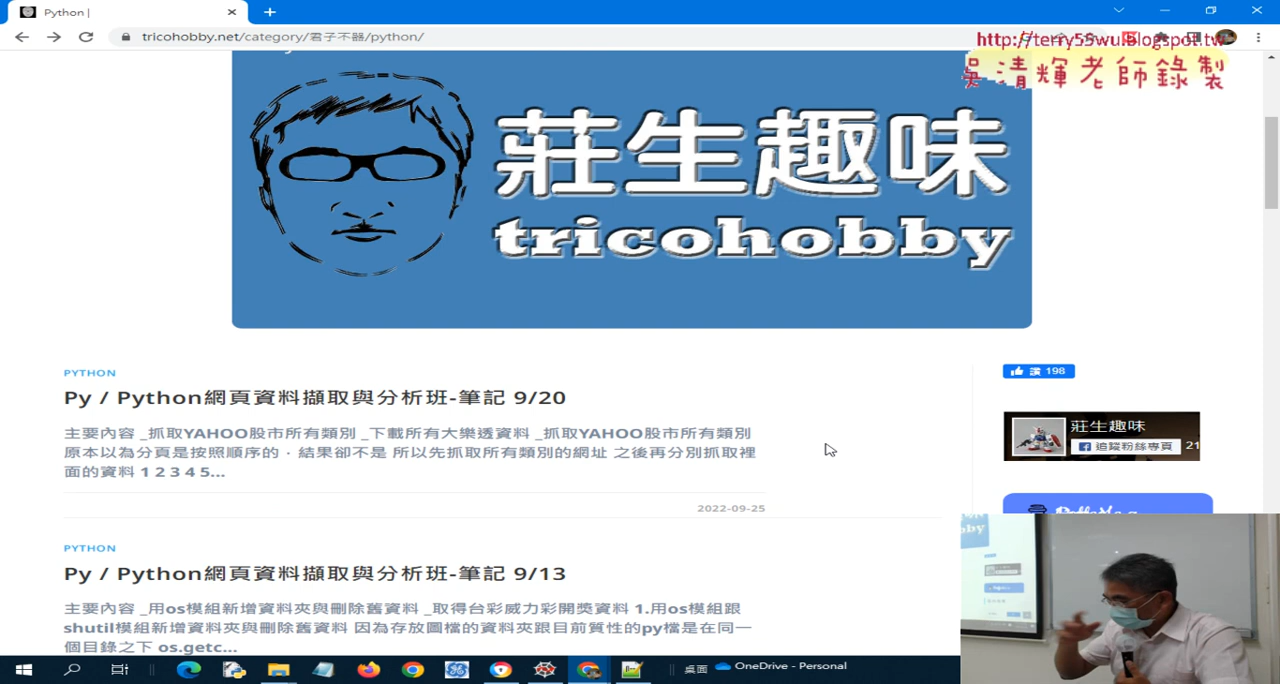 Python |
tricohobby.net/category/君子不器/python/
http://terry55wu.blogspot.tw
吳清輝老師錄製
莊生趣味
tricohobby
PYTHON
Py / Python網頁資料擷取與分析班-筆記 9/20
主要內容 _抓取YAHOO股市所有類別 _下載所有大樂透資料 _抓取YAHOO股市所有類別
原本以為分頁是按照順序的，結果卻不是 所以先抓取所有類別的網址 之後再分別抓取裡
面的資料 1 2 3 4 5...
2022-09-25
PYTHON
Py / Python網頁資料擷取與分析班-筆記 9/13
主要內容 _用os模組新增資料夾與刪除舊資料 _取得台彩威力彩開獎資料 1.用os模組跟
shutil模組新增資料夾與刪除舊資料 因為存放圖檔的資料夾跟目前質性的py檔是在同一
個目錄之下 os.getc...
讚 198
莊生趣味
追蹤粉絲專頁
21
桌面
OneDrive - Personal